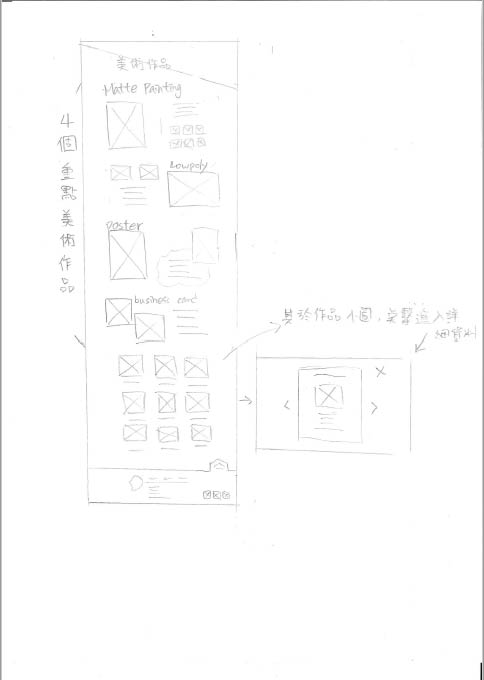 美術作品
Matte Painting
Lowpoly
poster
business card
4個重點美術作品
其於作品小圖,點擊進入詳
細資料